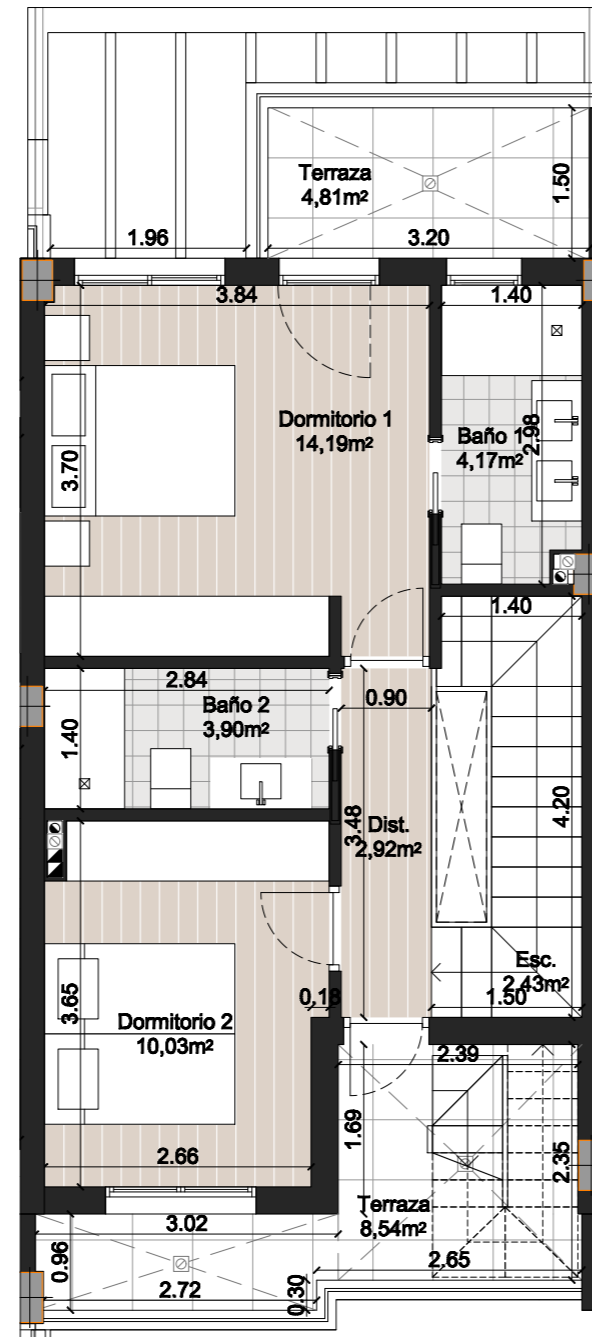 Terraza
4,81m²
1.50
1.96
3.20
3.84
1.40
Dormitorio 1
14,19m²
Baño 1
4,17m²
2.98
3.70
1.40
2.84
0.90
Baño 2
3,90m²
1.40
4.20
3.48
Dist.
2,92m²
Esc.
2,43m²
3.65
0.18
1.50
Dormitorio 2
10,03m²
2.39
1.69
2.35
2.66
Terraza
8,54m²
3.02
0.96
2.72
0.30
2.65